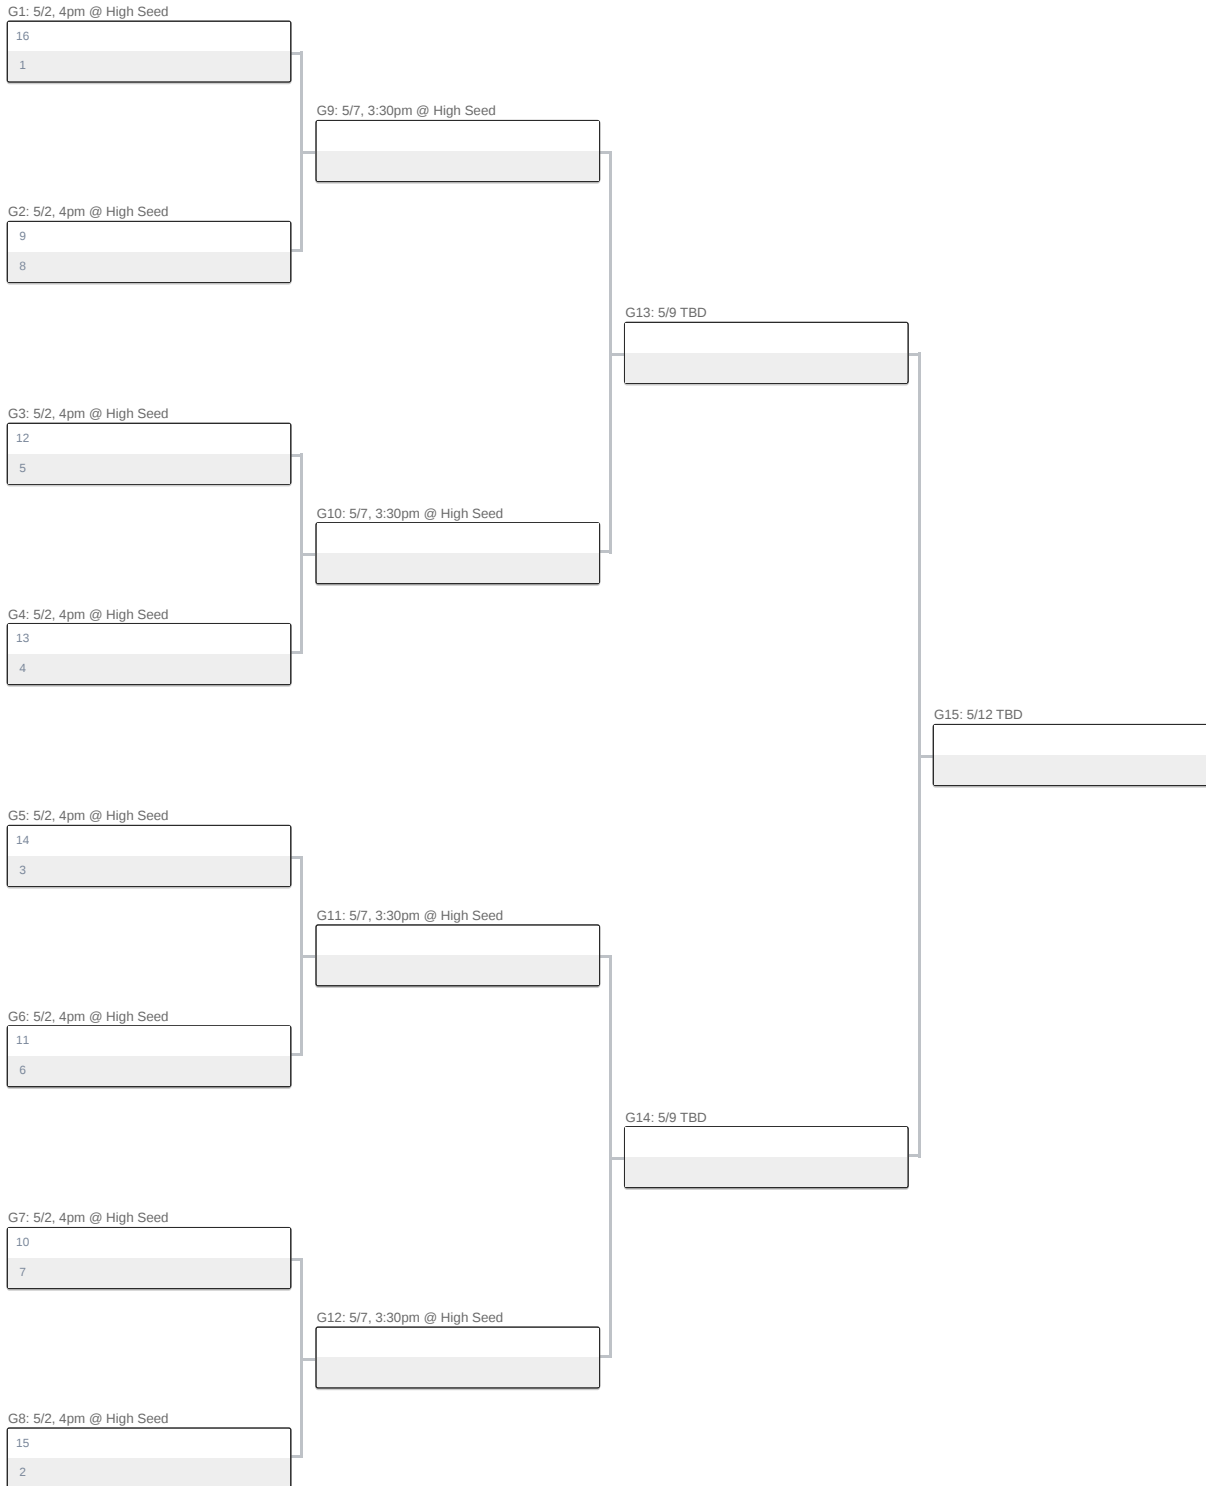 G1: 5/2, 4pm @ High Seed
16
1
G9: 5/7, 3:30pm @ High Seed
G2: 5/2, 4pm @ High Seed
9
8
G13: 5/9 TBD
G3: 5/2, 4pm @ High Seed
12
5
G10: 5/7, 3:30pm @ High Seed
G4: 5/2, 4pm @ High Seed
13
4
G15: 5/12 TBD
G5: 5/2, 4pm @ High Seed
14
3
G11: 5/7, 3:30pm @ High Seed
G6: 5/2, 4pm @ High Seed
11
6
G14: 5/9 TBD
G7: 5/2, 4pm @ High Seed
10
7
G12: 5/7, 3:30pm @ High Seed
G8: 5/2, 4pm @ High Seed
15
2